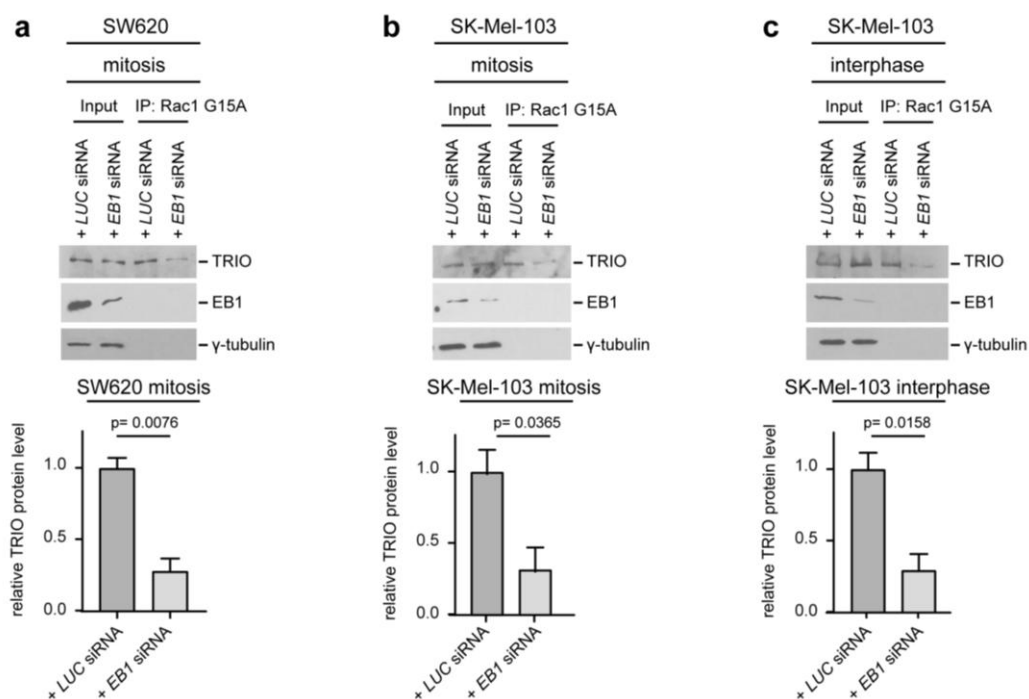 a
SW620
mitosis
Input IP: Rac1 G15A
+ LUC siRNA
+ EB1 siRNA
+ LUC siRNA
+ EB1 siRNA
TRIO
EB1
γ-tubulin
SW620 mitosis
p= 0.0076
relative TRIO protein level
1.0
0.5
0.0
+ LUC siRNA
+ EB1 siRNA
b
SK-Mel-103
mitosis
Input IP: Rac1 G15A
+ LUC siRNA
+ EB1 siRNA
+ LUC siRNA
+ EB1 siRNA
TRIO
EB1
γ-tubulin
SK-Mel-103 mitosis
p= 0.0365
relative TRIO protein level
1.0
0.5
0.0
+ LUC siRNA
+ EB1 siRNA
c
SK-Mel-103
interphase
Input IP: Rac1 G15A
+ LUC siRNA
+ EB1 siRNA
+ LUC siRNA
+ EB1 siRNA
TRIO
EB1
γ-tubulin
SK-Mel-103 interphase
p= 0.0158
relative TRIO protein level
1.0
0.5
0.0
+ LUC siRNA
+ EB1 siRNA